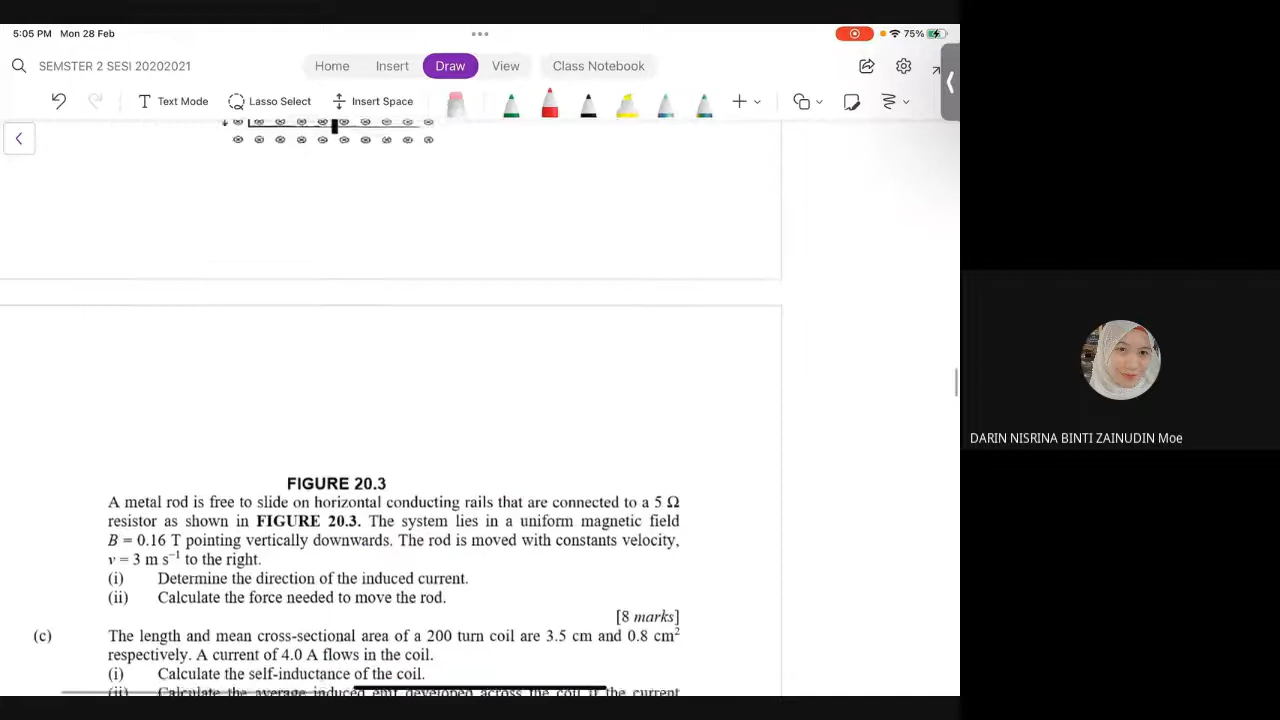 5:05 PM Mon 28 Feb
75%
SEMSTER 2 SESI 20202021
Home Insert Draw View Class Notebook
Text Mode Lasso Select Insert Space
FIGURE 20.3
A metal rod is free to slide on horizontal conducting rails that are connected to a 5 Ω
resistor as shown in FIGURE 20.3. The system lies in a uniform magnetic field
B = 0.16 T pointing vertically downwards. The rod is moved with constants velocity,
v = 3 m s⁻¹ to the right.
(i) Determine the direction of the induced current.
(ii) Calculate the force needed to move the rod.
[8 marks]
(c) The length and mean cross-sectional area of a 200 turn coil are 3.5 cm and 0.8 cm²
respectively. A current of 4.0 A flows in the coil.
(i) Calculate the self-inductance of the coil.
(ii) Calculate the average induced emf developed across the coil if the current
DARIN NISRINA BINTI ZAINUDIN Moe